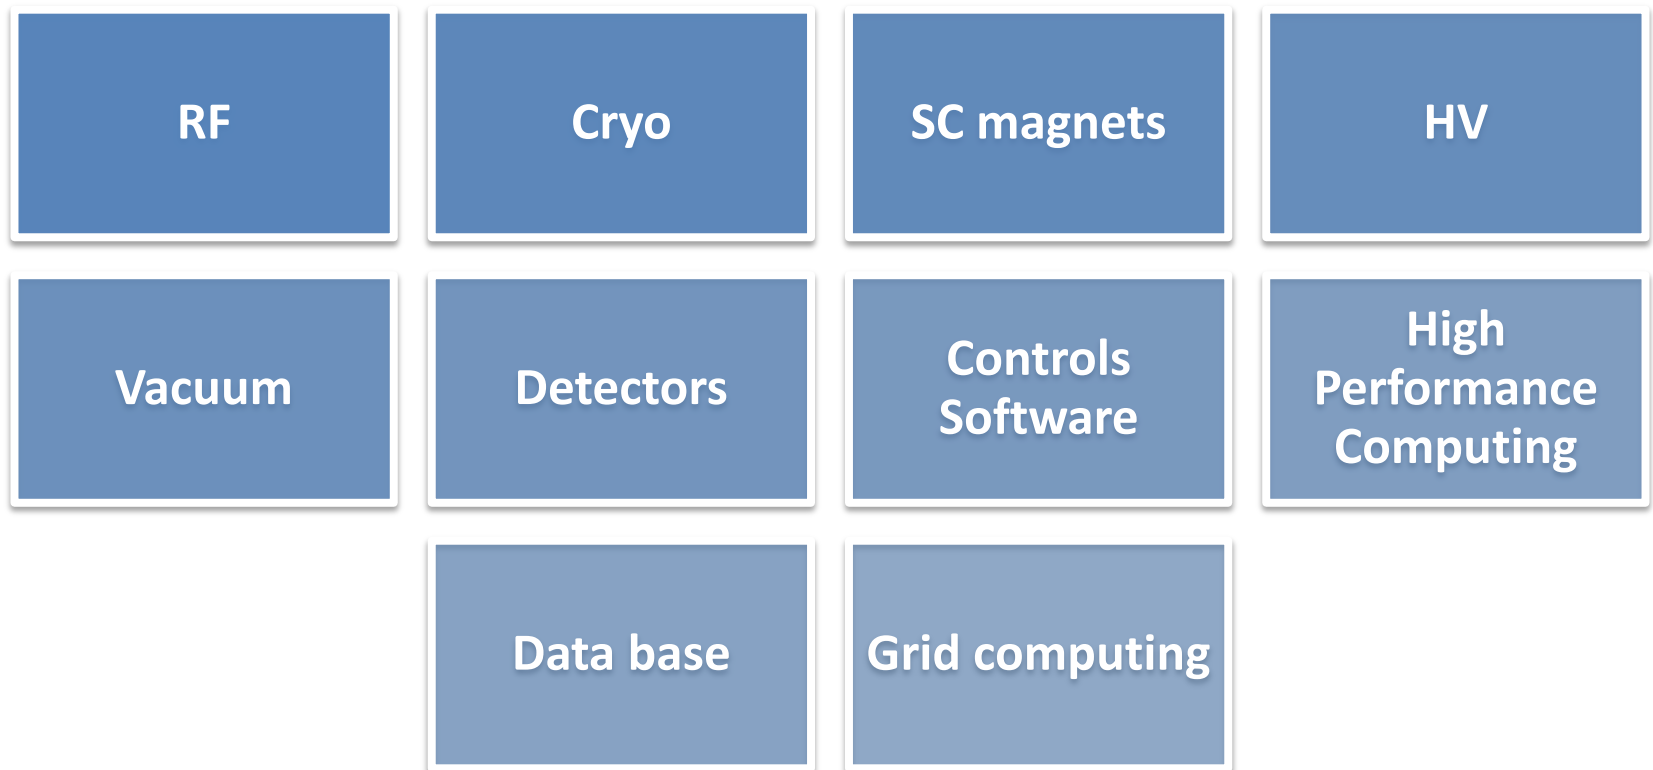 RF
Cryo
SC magnets
HV
Vacuum
Detectors
Controls
Software
High
Performance
Computing
Data base
Grid computing